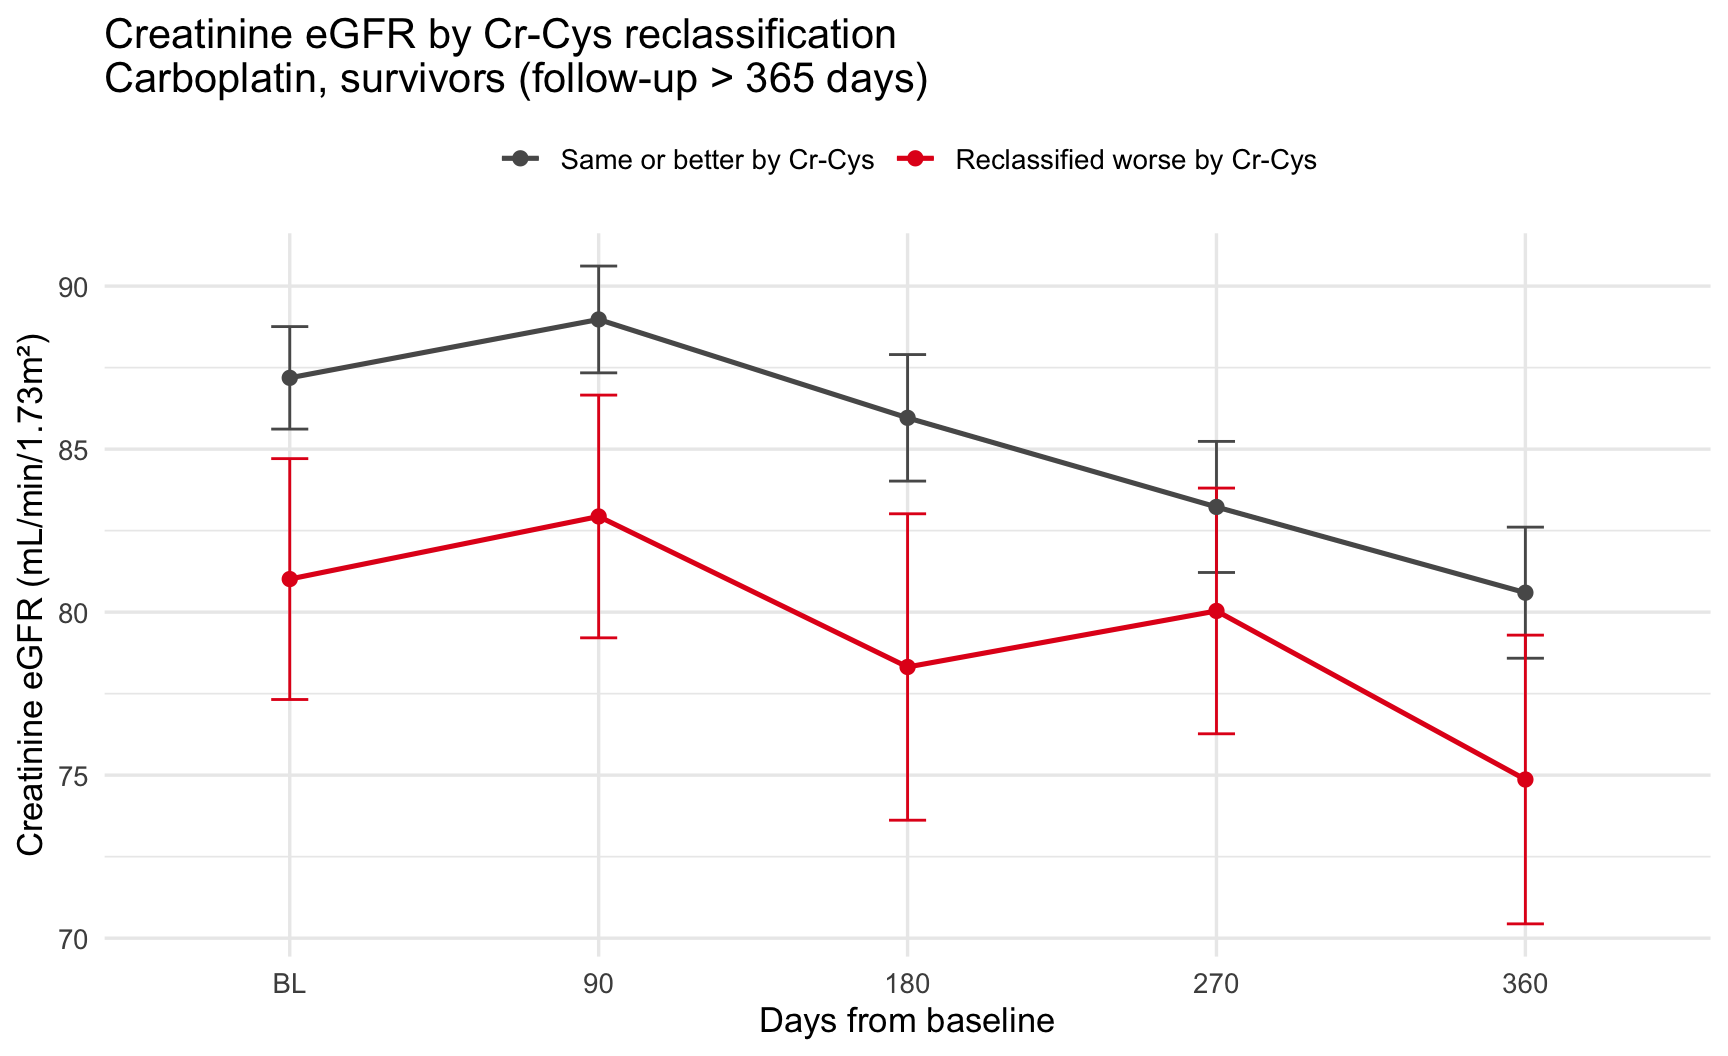 Creatinine eGFR by Cr-Cys reclassification
Carboplatin, survivors (follow-up > 365 days)
Same or better by Cr-Cys
Reclassified worse by Cr-Cys
Creatinine eGFR (mL/min/1.73m²)
90
85
80
75
70
BL
90
180
270
360
Days from baseline